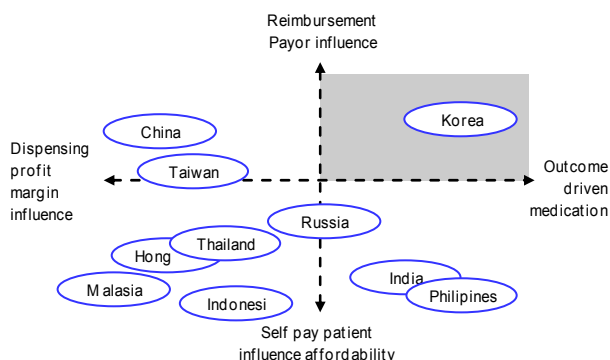 Reimbursement
Payor influence
Korea
China
Dispensing
profit
margin
influence
Taiwan
Outcome
driven
medication
Russia
Thailand
Hong
India
Malasia
Philipines
Indonesi
Self pay patient
influence affordability